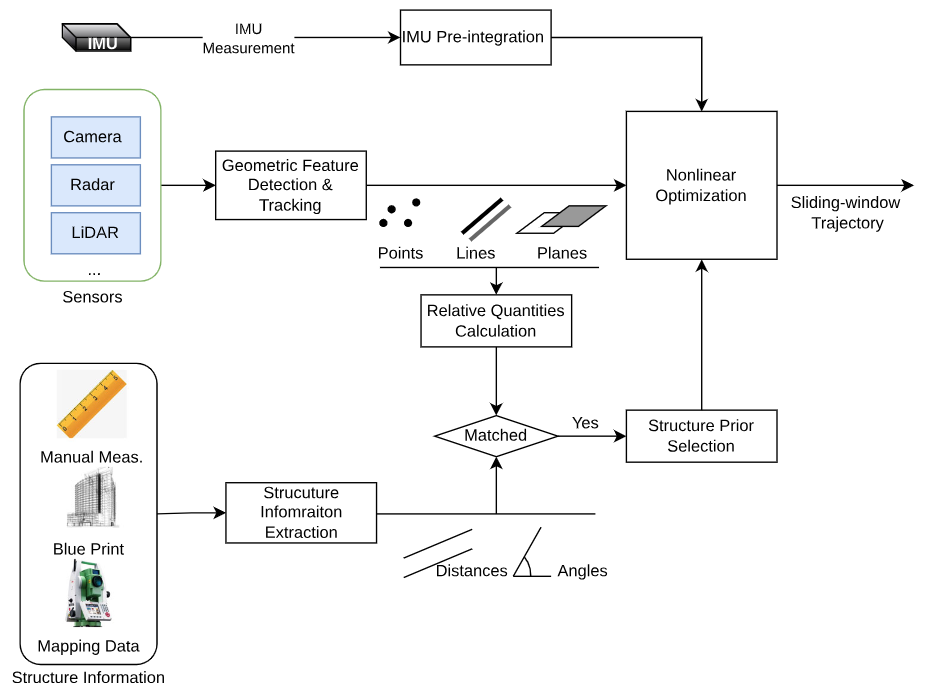 IMU
IMU
Measurement
IMU Pre-integration
Camera
Radar
LiDAR
...
Sensors
Geometric Feature
Detection &
Tracking
Points
Lines
Planes
Nonlinear
Optimization
Sliding-window
Trajectory
Relative Quantities
Calculation
Matched
Yes
Structure Prior
Selection
Manual Meas.
Blue Print
Mapping Data
Structure Information
Strucuture
Infomraiton
Extraction
Distances
Angles